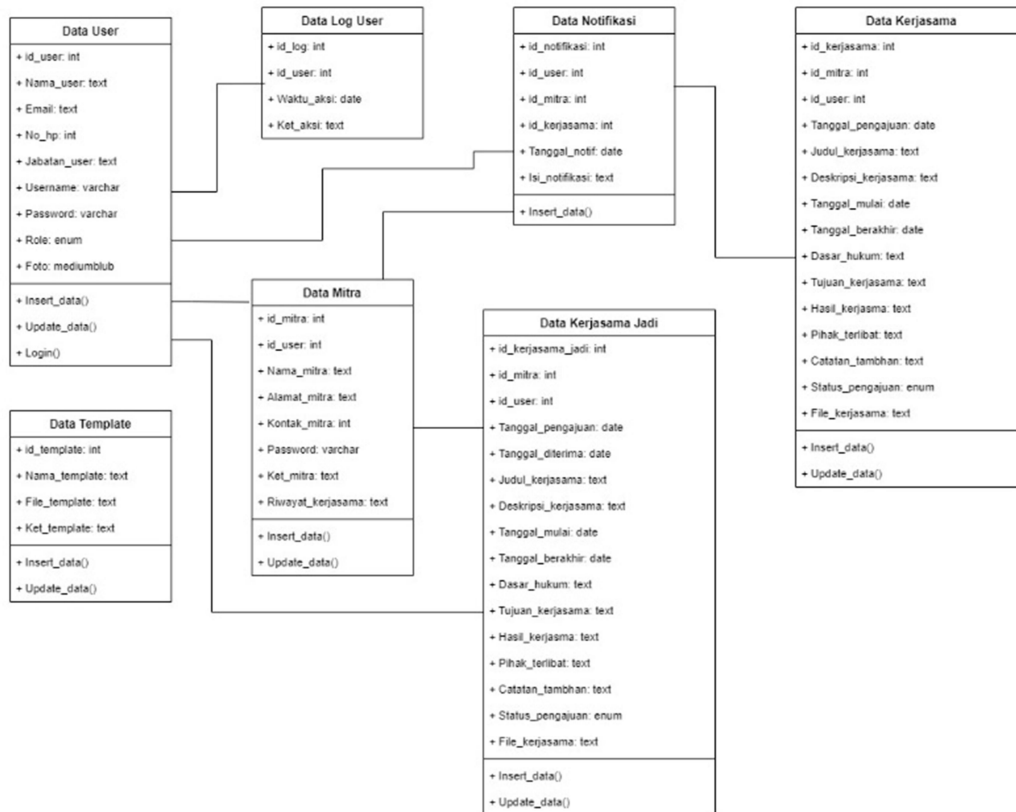 Data User
+ id_user: int
+ Nama_user: text
+ Email: text
+ No_hp: int
+ Jabatan_user: text
+ Username: varchar
+ Password: varchar
+ Role: enum
+ Foto: mediumblub
+ Insert_data()
+ Update_data()
+ Login()
Data Log User
+ id_log: int
+ id_user: int
+ Waktu_aksi: date
+ Ket_aksi: text
Data Notifikasi
+ id_notifikasi: int
+ id_user: int
+ id_mitra: int
+ id_kerjasama: int
+ Tanggal_notif: date
+ Isi_notifikasi: text
+ Insert_data()
Data Kerjasama
+ id_kerjasama: int
+ id_mitra: int
+ id_user: int
+ Tanggal_pengajuan: date
+ Judul_kerjasama: text
+ Deskripsi_kerjasama: text
+ Tanggal_mulai: date
+ Tanggal_berakhir: date
+ Dasar_hukum: text
+ Tujuan_kerjasama: text
+ Hasil_kerjasma: text
+ Pihak_terlibat: text
+ Catatan_tambhan: text
+ Status_pengajuan: enum
+ File_kerjasama: text
+ Insert_data()
+ Update_data()
Data Mitra
+ id_mitra: int
+ id_user: int
+ Nama_mitra: text
+ Alamat_mitra: text
+ Kontak_mitra: int
+ Password: varchar
+ Ket_mitra: text
+ Riwayat_kerjasama: text
+ Insert_data()
+ Update_data()
Data Kerjasama Jadi
+ id_kerjasama_jadi: int
+ id_mitra: int
+ id_user: int
+ Tanggal_pengajuan: date
+ Tanggal_diterima: date
+ Judul_kerjasama: text
+ Deskripsi_kerjasama: text
+ Tanggal_mulai: date
+ Tanggal_berakhir: date
+ Dasar_hukum: text
+ Tujuan_kerjasama: text
+ Hasil_kerjasma: text
+ Pihak_terlibat: text
+ Catatan_tambhan: text
+ Status_pengajuan: enum
+ File_kerjasama: text
+ Insert_data()
+ Update_data()
Data Template
+ id_template: int
+ Nama_template: text
+ File_template: text
+ Ket_template: text
+ Insert_data()
+ Update_data()